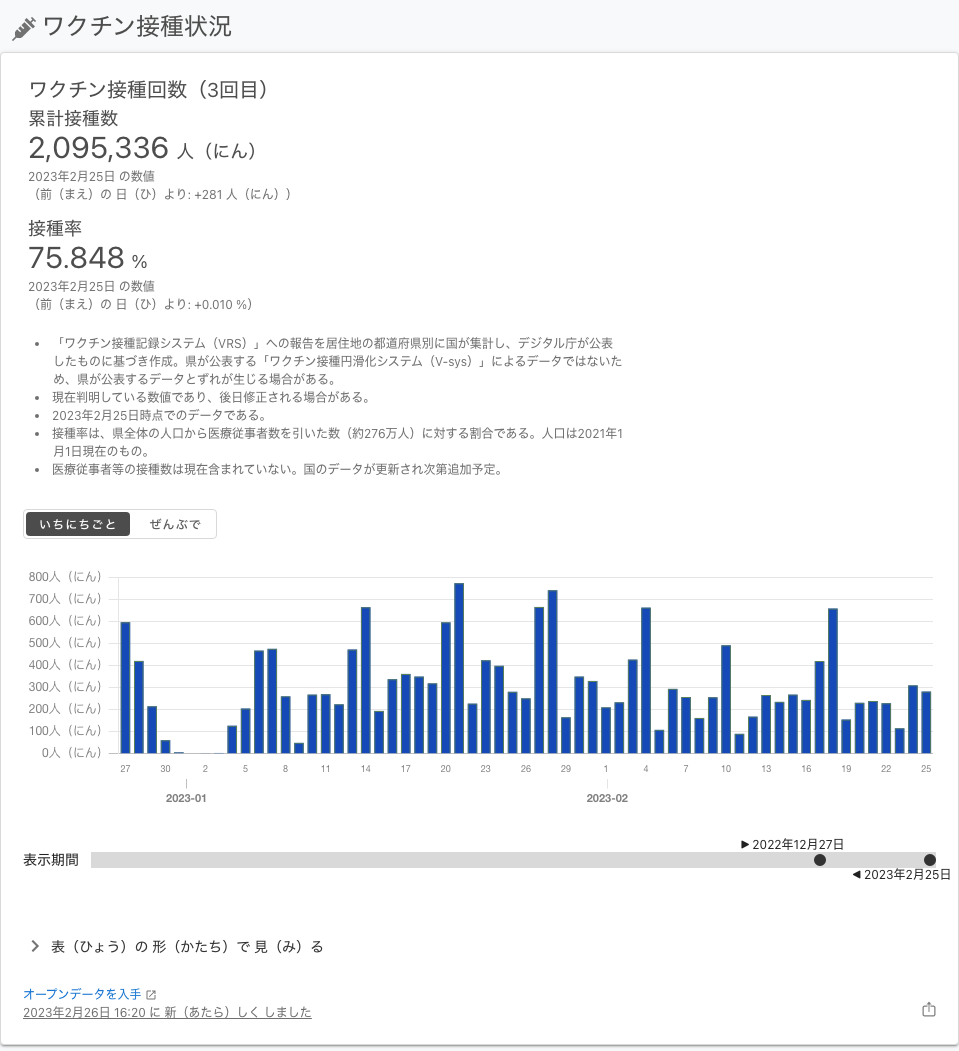 ワクチン接種状況
ワクチン接種回数（3回目）
累計接種数
2,095,336 人（にん）
2023年2月25日 の数値
（前（まえ）の 日（ひ）より: +281 人（にん））
接種率
75.848 %
2023年2月25日 の数値
（前（まえ）の 日（ひ）より: +0.010 %）
• 「ワクチン接種記録システム（VRS）」への報告を居住地の都道府県別に国が集計し、デジタル庁が公表
したものに基づき作成。県が公表する「ワクチン接種円滑化システム（V-sys）」によるデータではないた
め、県が公表するデータとずれが生じる場合がある。
• 現在判明している数値であり、後日修正される場合がある。
• 2023年2月25日時点でのデータである。
• 接種率は、県全体の人口から医療従事者数を引いた数（約276万人）に対する割合である。人口は2021年1
月1日現在のもの。
• 医療従事者等の接種数は現在含まれていない。国のデータが更新され次第追加予定。
いちにちごと ぜんぶで
800人（にん）
700人（にん）
600人（にん）
500人（にん）
400人（にん）
300人（にん）
200人（にん）
100人（にん）
0人（にん）
27 30 2 5 8 11 14 17 20 23 26 29 1 4 7 10 13 16 19 22 25
2023-01 2023-02
2022年12月27日
表示期間
2023年2月25日
表（ひょう）の 形（かたち）で 見（み）る
オープンデータを入手
2023年2月26日 16:20 に 新（あたら）しく しました